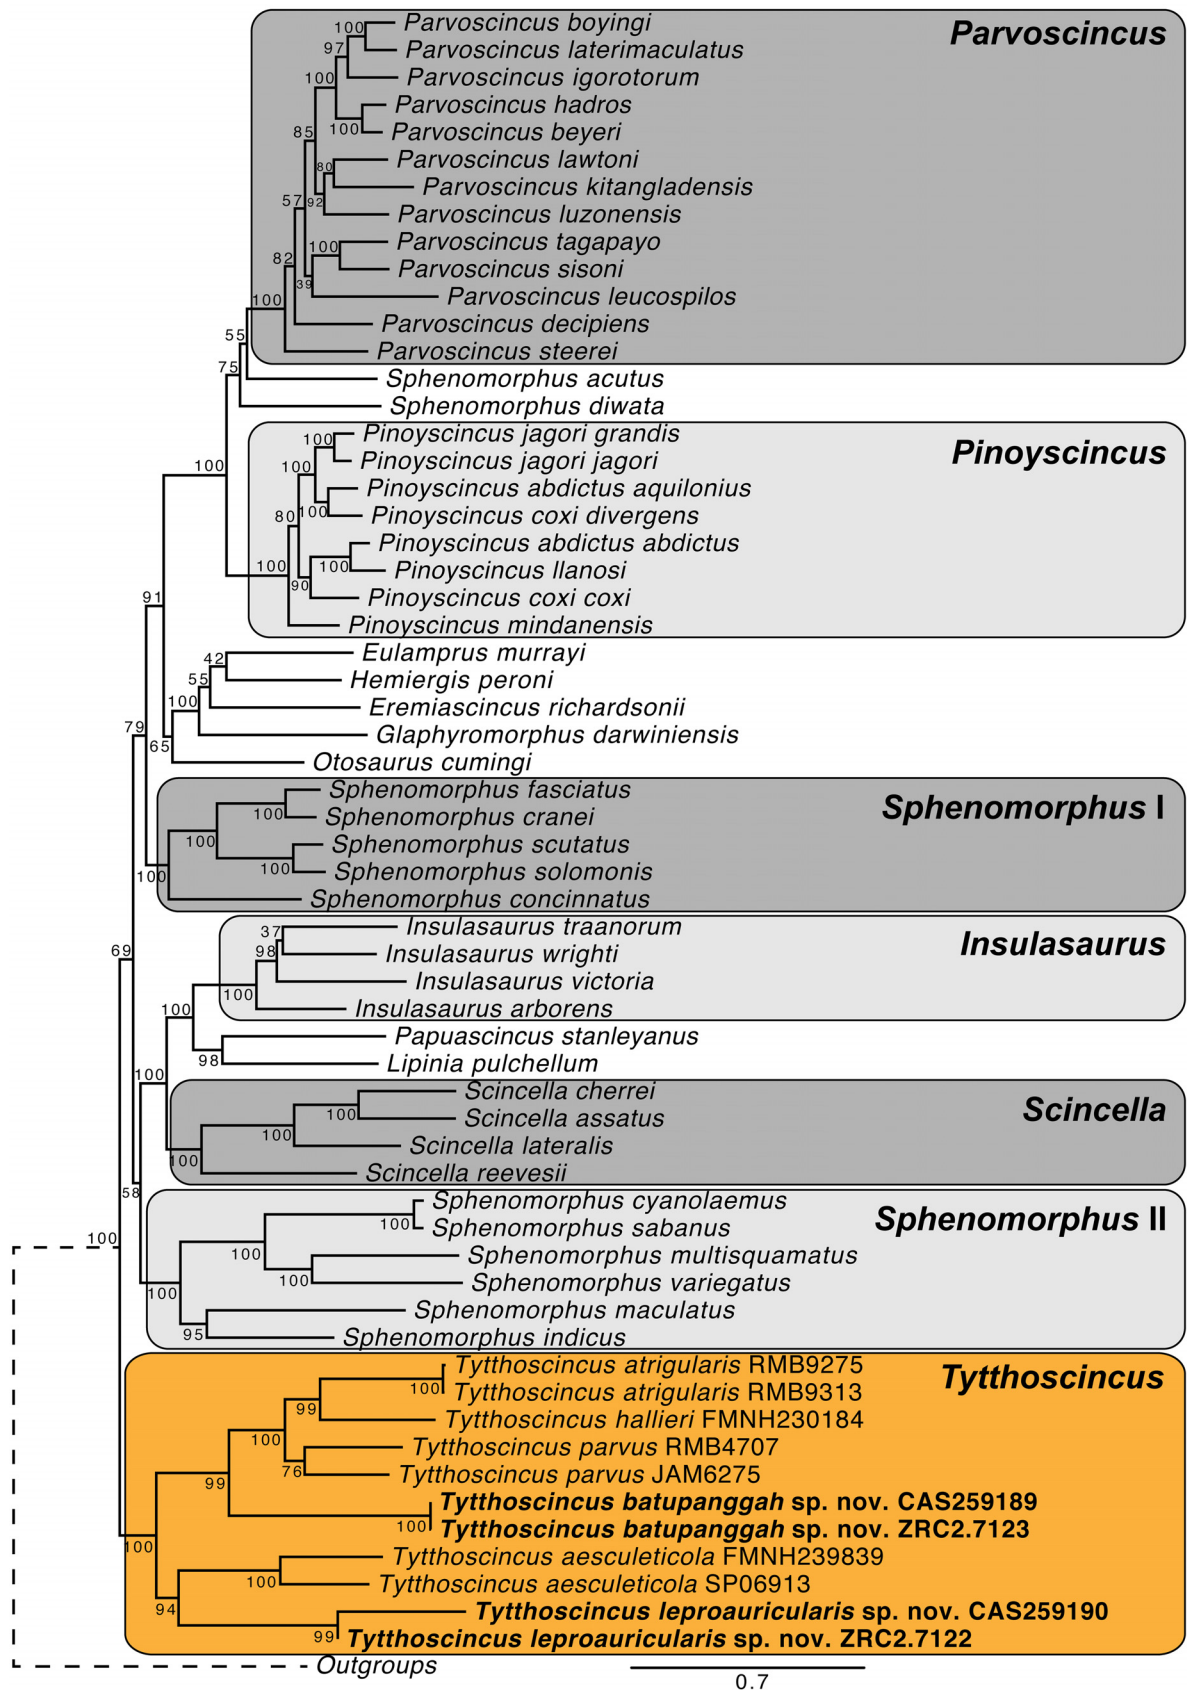 Parvoscincus
100 Parvoscincus boyingi
97 Parvoscincus laterimaculatus
100 Parvoscincus igorotorum
Parvoscincus hadros
100 Parvoscincus beyeri
85
80 Parvoscincus lawtoni
Parvoscincus kitangladensis
57 92 Parvoscincus luzonensis
100 Parvoscincus tagapayo
82 Parvoscincus sisoni
39 Parvoscincus leucospilos
100 Parvoscincus decipiens
Parvoscincus steerei
55
75 Sphenomorphus acutus
Sphenomorphus diwata
Pinoyscincus
100 Pinoyscincus jagori grandis
100 Pinoyscincus jagori jagori
100 Pinoyscincus abdictus aquilonius
80 100 Pinoyscincus coxi divergens
Pinoyscincus abdictus abdictus
100 100 Pinoyscincus llanosi
90 Pinoyscincus coxi coxi
Pinoyscincus mindanensis
91
42 Eulamprus murrayi
55 Hemiergis peroni
100 Eremiascincus richardsonii
79 Glaphyromorphus darwiniensis
65 Otosaurus cumingi
Sphenomorphus I
Sphenomorphus fasciatus
100 Sphenomorphus cranei
100 Sphenomorphus scutatus
100 Sphenomorphus solomonis
100 Sphenomorphus concinnatus
Insulasaurus
37 Insulasaurus traanorum
69 98 Insulasaurus wrighti
100 Insulasaurus victoria
100 Insulasaurus arborens
Papuascincus stanleyanus
98 Lipinia pulchellum
100
Scincella
Scincella cherrei
100 Scincella assatus
100 Scincella lateralis
100 Scincella reevesii
58
Sphenomorphus II
Sphenomorphus cyanolaemus
100 Sphenomorphus sabanus
100 100 Sphenomorphus multisquamatus
100 Sphenomorphus variegatus
100 Sphenomorphus maculatus
95 Sphenomorphus indicus
Tytthoscincus
Tytthoscincus atrigularis RMB9275
100 Tytthoscincus atrigularis RMB9313
99 Tytthoscincus hallieri FMNH230184
100 Tytthoscincus parvus RMB4707
99 76 Tytthoscincus parvus JAM6275
Tytthoscincus batupanggah sp. nov. CAS259189
100 Tytthoscincus batupanggah sp. nov. ZRC2.7123
100 Tytthoscincus aesculeticola FMNH239839
100 Tytthoscincus aesculeticola SP06913
94 Tytthoscincus leproauricularis sp. nov. CAS259190
99 Tytthoscincus leproauricularis sp. nov. ZRC2.7122
Outgroups
0.7